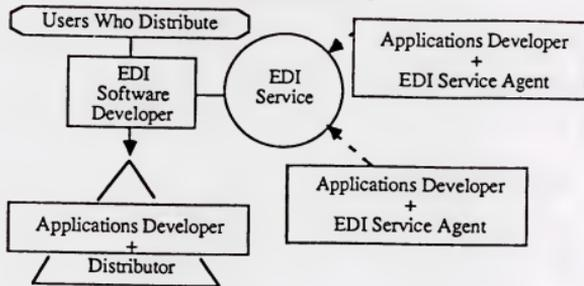 Users Who Distribute
EDI
Software
Developer
EDI
Service
Applications Developer
+
EDI Service Agent
Applications Developer
+
EDI Service Agent
Applications Developer
+
Distributor